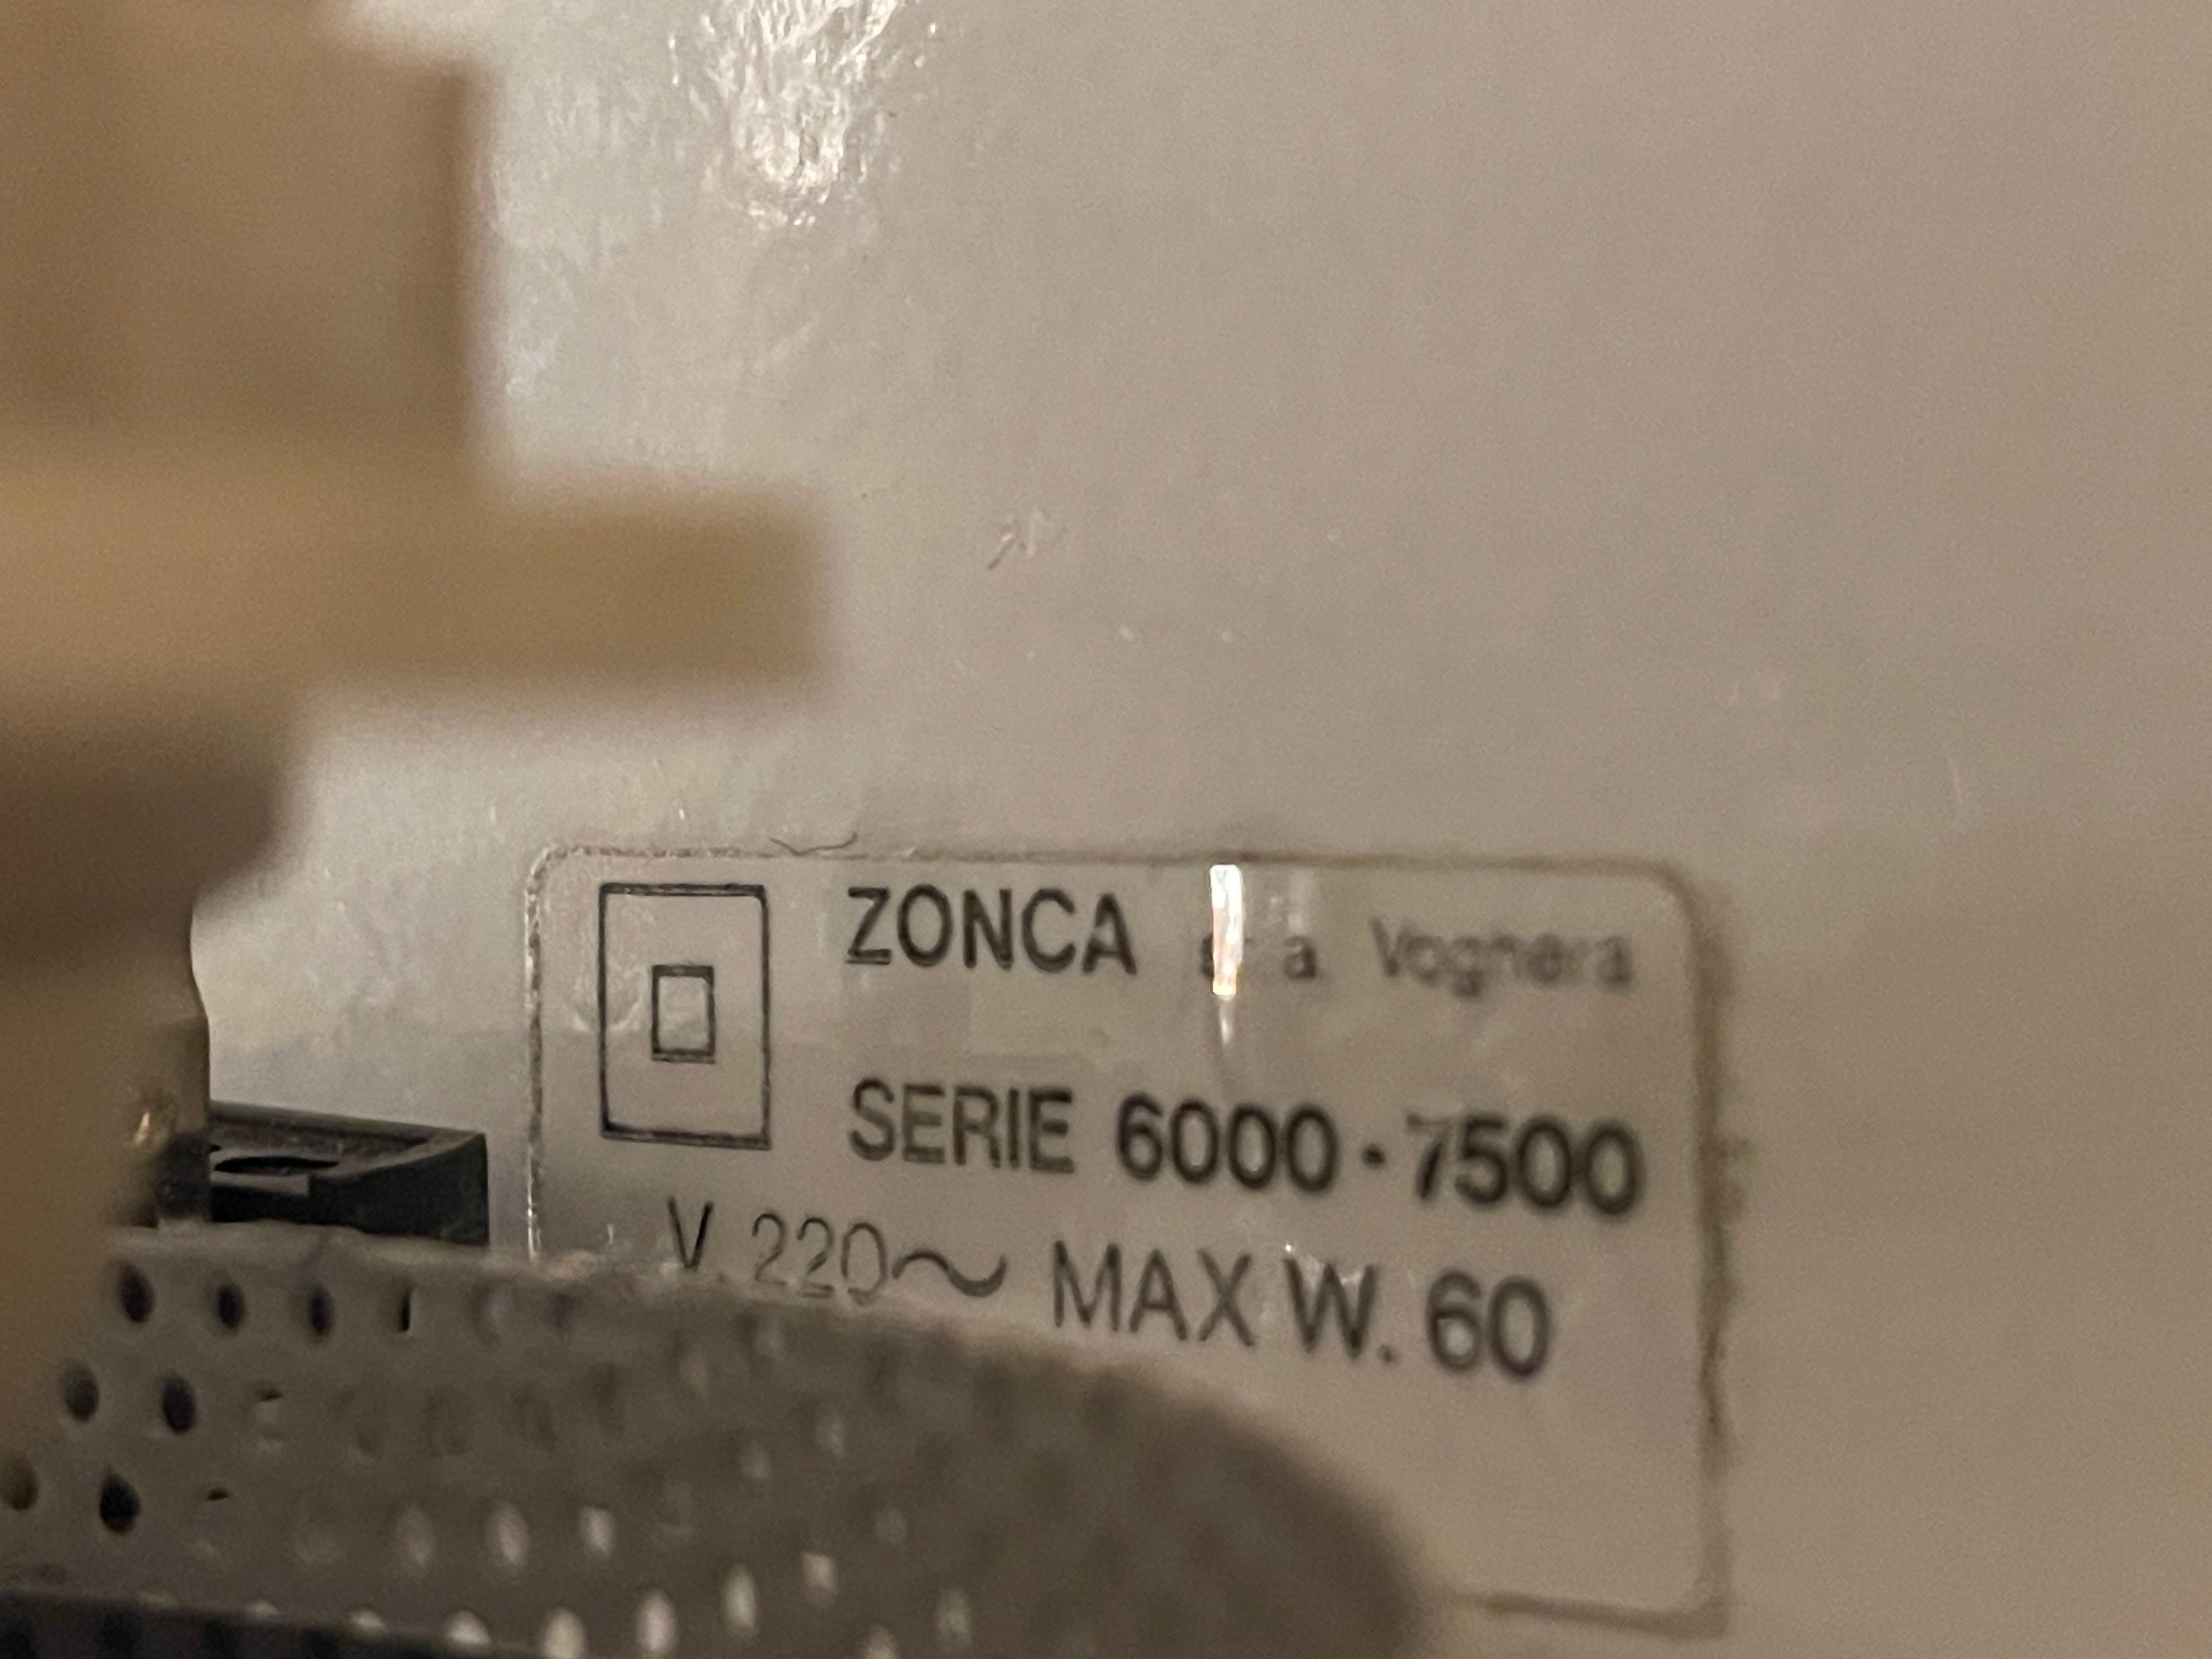 ZONCA Voghera
SERIE 6000 - 7500
V. 220~ MAX W. 60